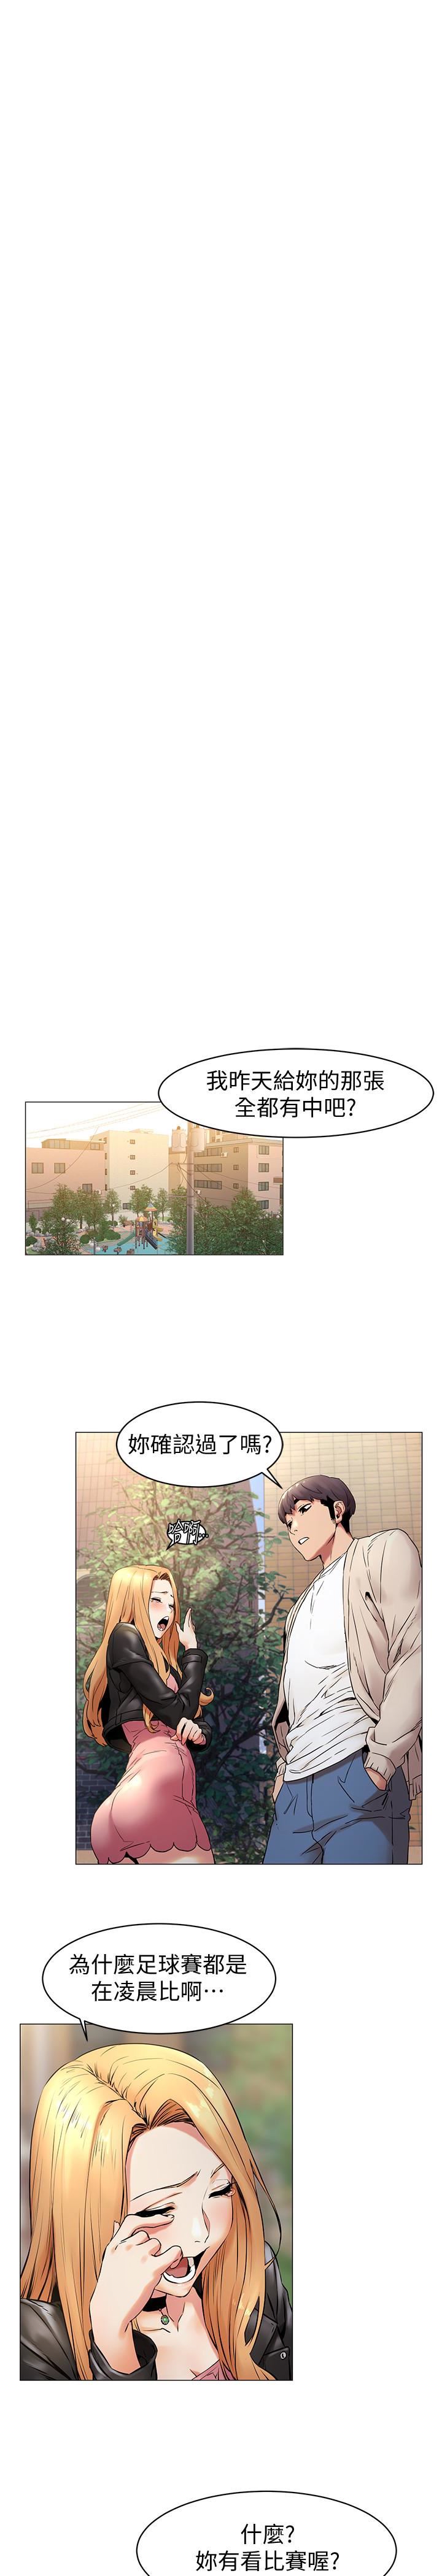 我昨天給妳的那張
全都有中吧?
妳確認過了嗎?
哈啊…
為什麼足球賽都是
在凌晨比啊…
什麼?
妳有看比賽喔?